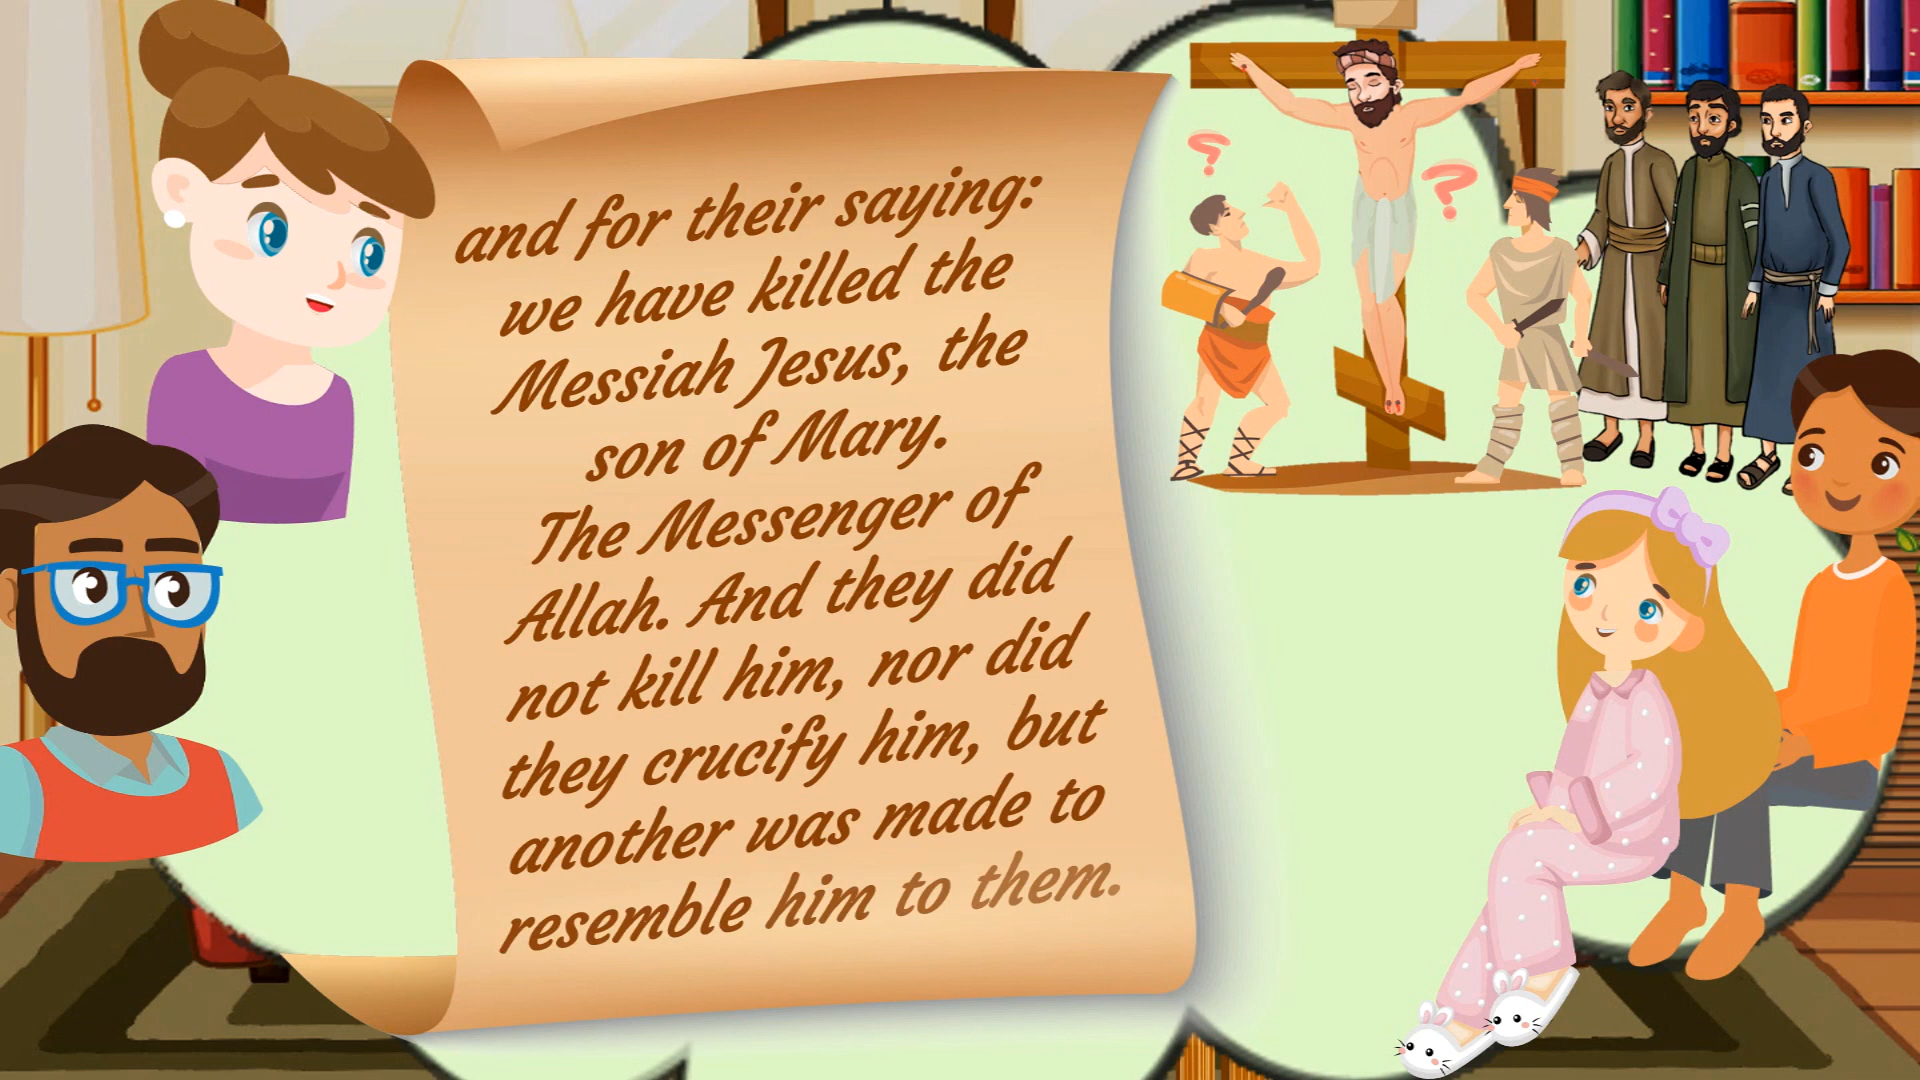 and for their saying:
we have killed the
Messiah Jesus, the
son of Mary.
The Messenger of
Allah. And they did
not kill him, nor did
they crucify him, but
another was made to
resemble him to them.